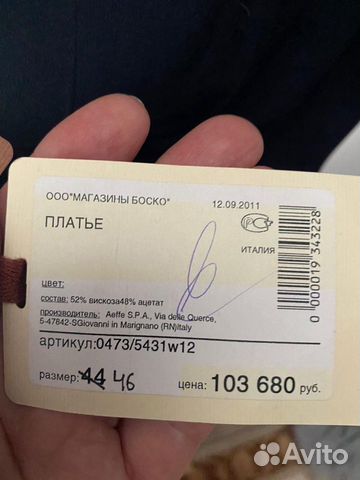 ООО"МАГАЗИНЫ БОСКО"
12.09.2011
ПЛАТЬЕ
РСТ
ИТАЛИЯ
0 000019 343228
цвет:
состав: 52% вискоза48% ацетат
производитель: Aeffe S.P.A., Via delle Querce,
5-47842-SGiovanni in Marignano (RN)Italy
артикул:0473/5431w12
размер: 44 46
цена: 103 680 руб.
Avito